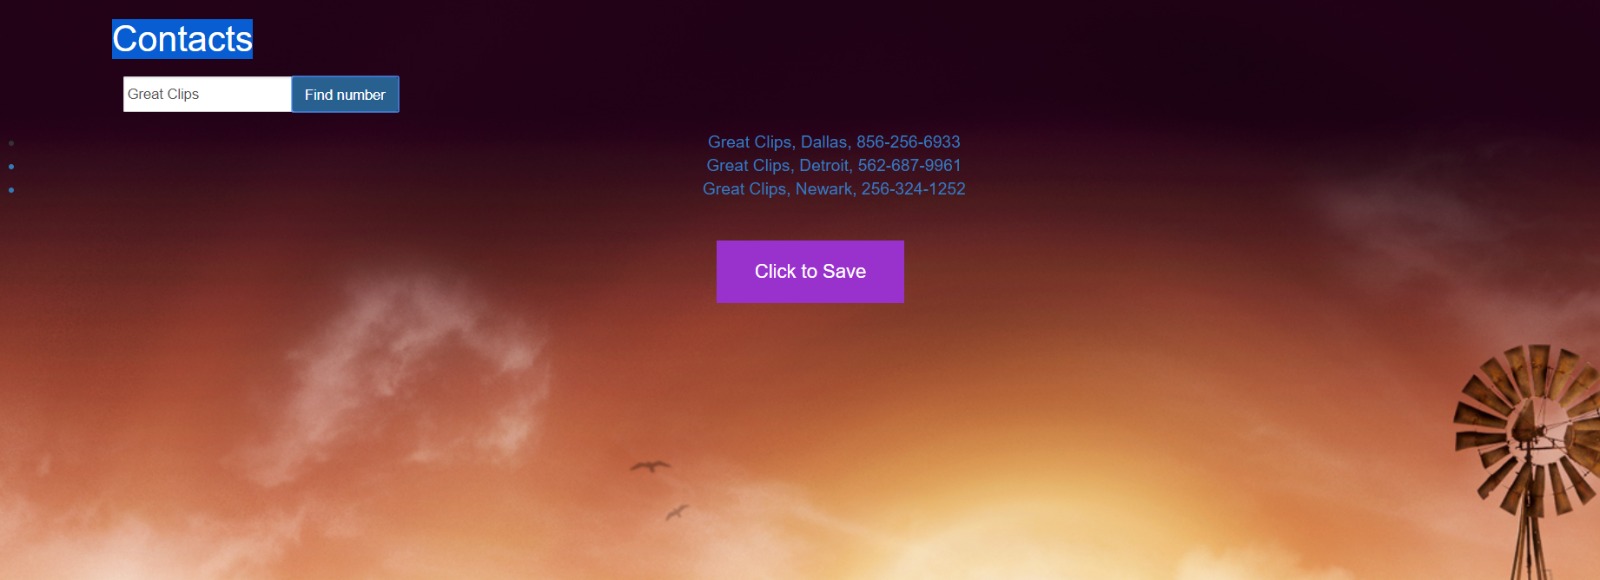 Contacts
Great Clips Find number
Great Clips, Dallas, 856-256-6933
Great Clips, Detroit, 562-687-9961
Great Clips, Newark, 256-324-1252
Click to Save